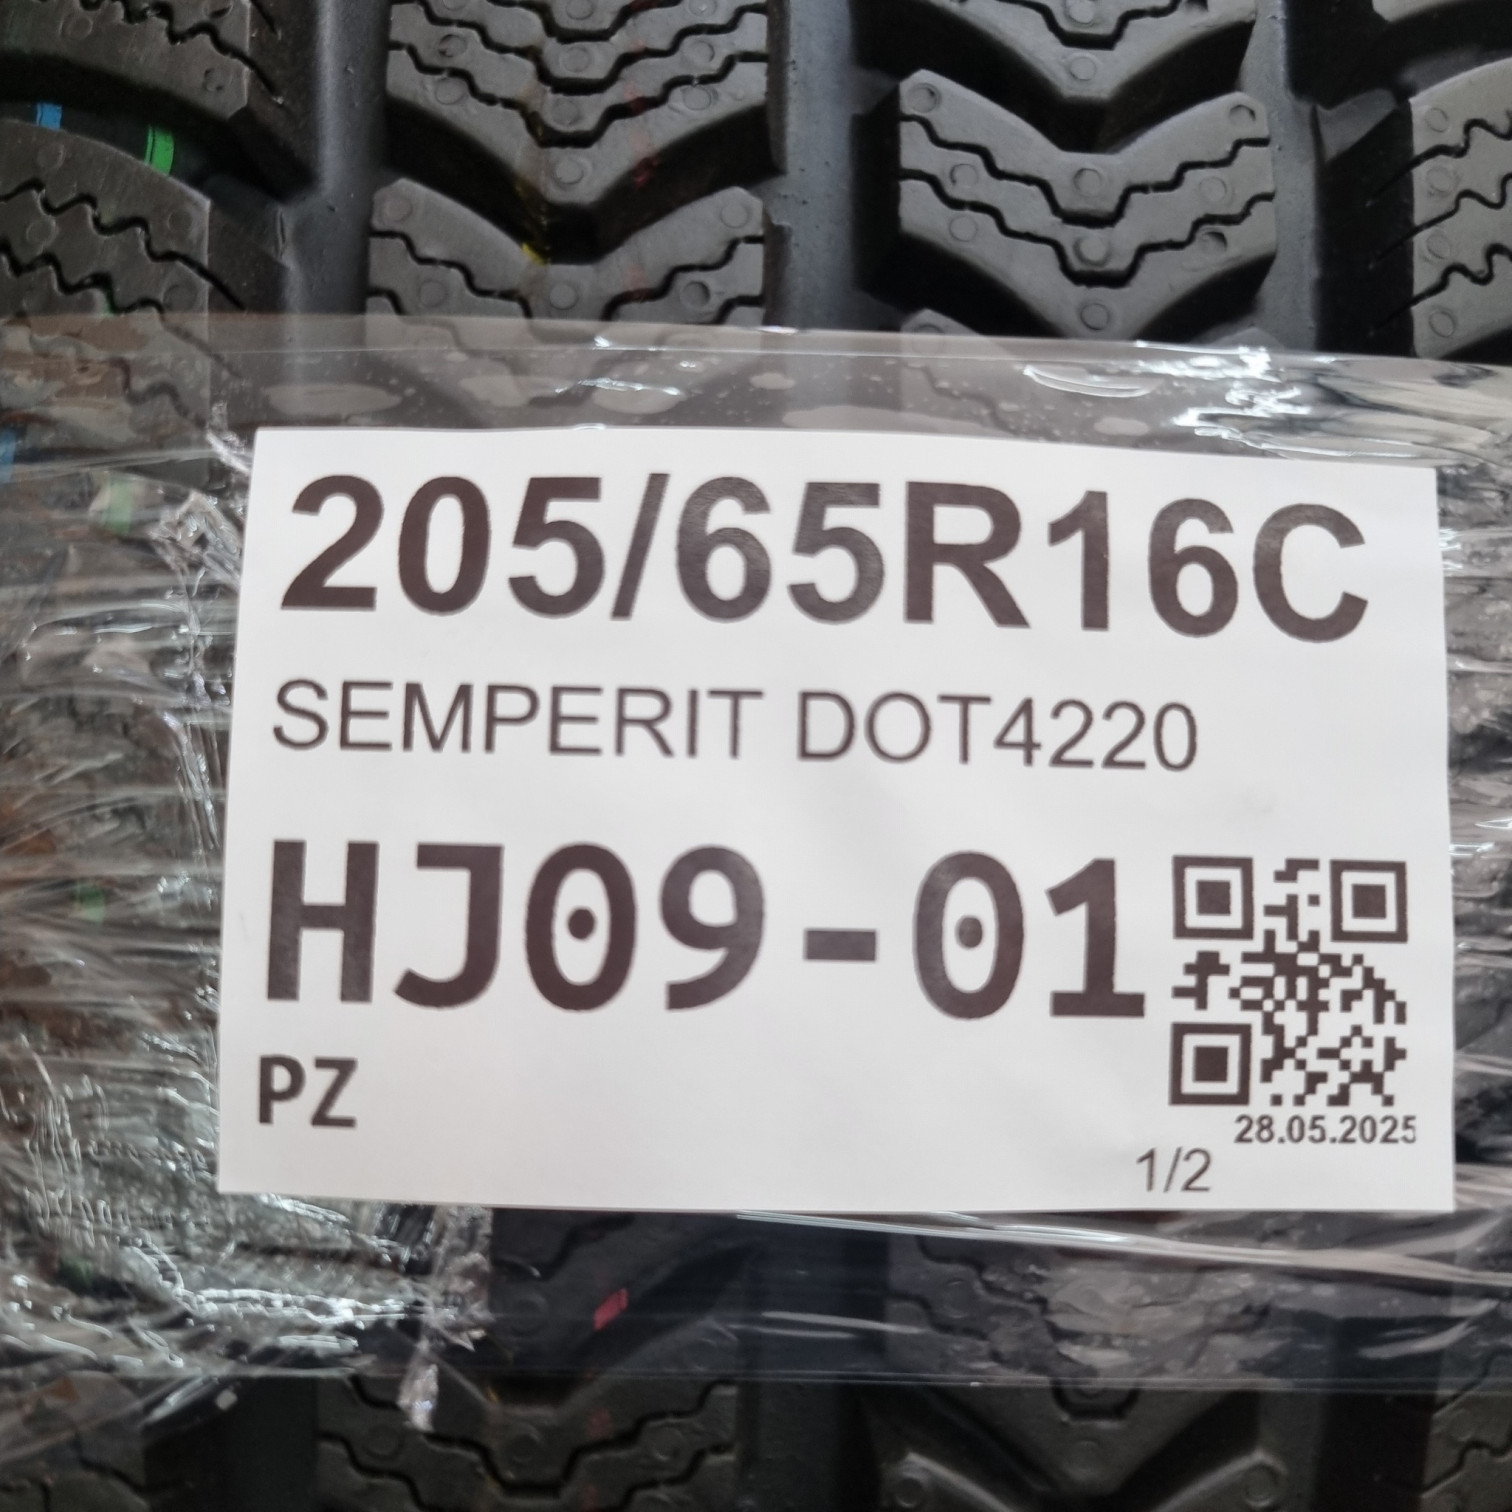 205/65R16C
SEMPERIT DOT4220
HJ09-01
PZ
28.05.2025
1/2